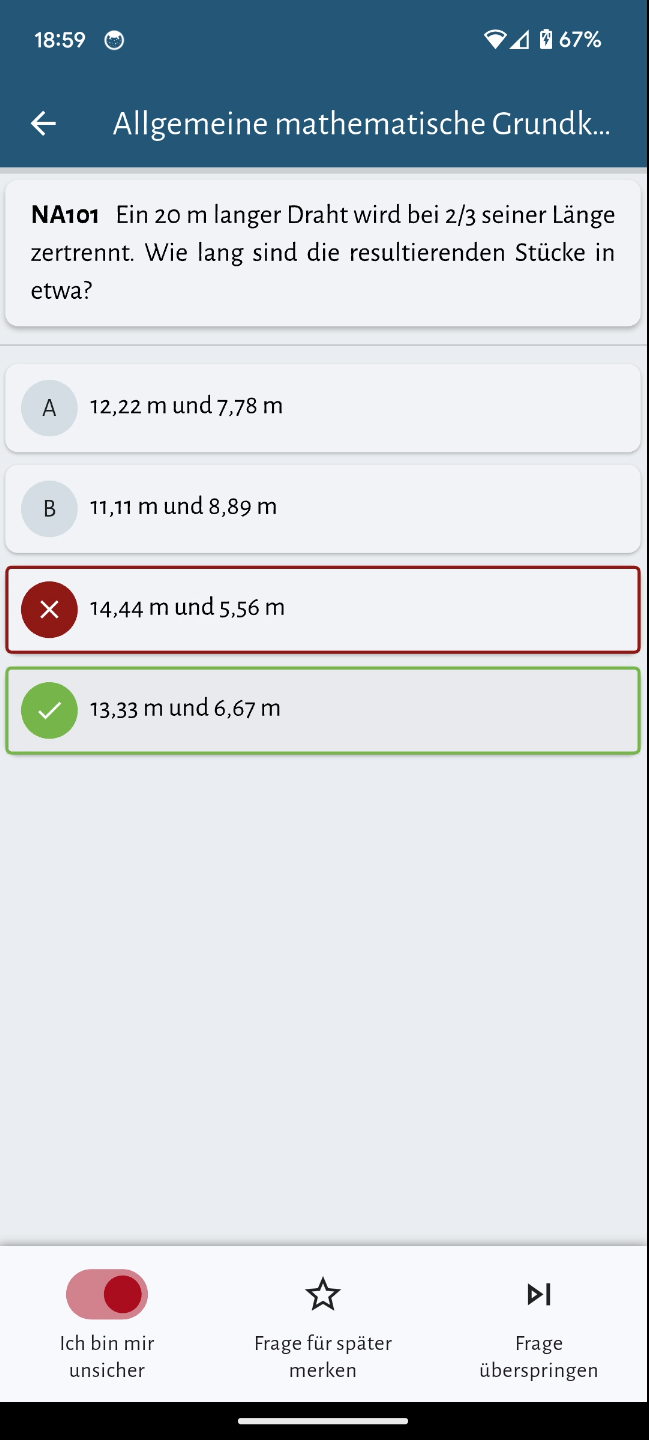 18:59
67%
Allgemeine mathematische Grundk...
NA101 Ein 20 m langer Draht wird bei 2/3 seiner Länge
zertrennt. Wie lang sind die resultierenden Stücke in
etwa?
A 12,22 m und 7,78 m
B 11,11 m und 8,89 m
14,44 m und 5,56 m
13,33 m und 6,67 m
Ich bin mir
unsicher
Frage für später
merken
Frage
überspringen